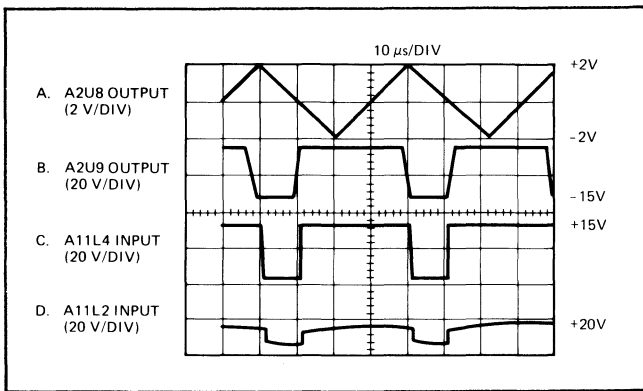 10 μs/DIV
+2V
A. A2U8 OUTPUT
(2 V/DIV)
-2V
B. A2U9 OUTPUT
(20 V/DIV)
-15V
+15V
C. A11L4 INPUT
(20 V/DIV)
D. A11L2 INPUT
(20 V/DIV)
+20V